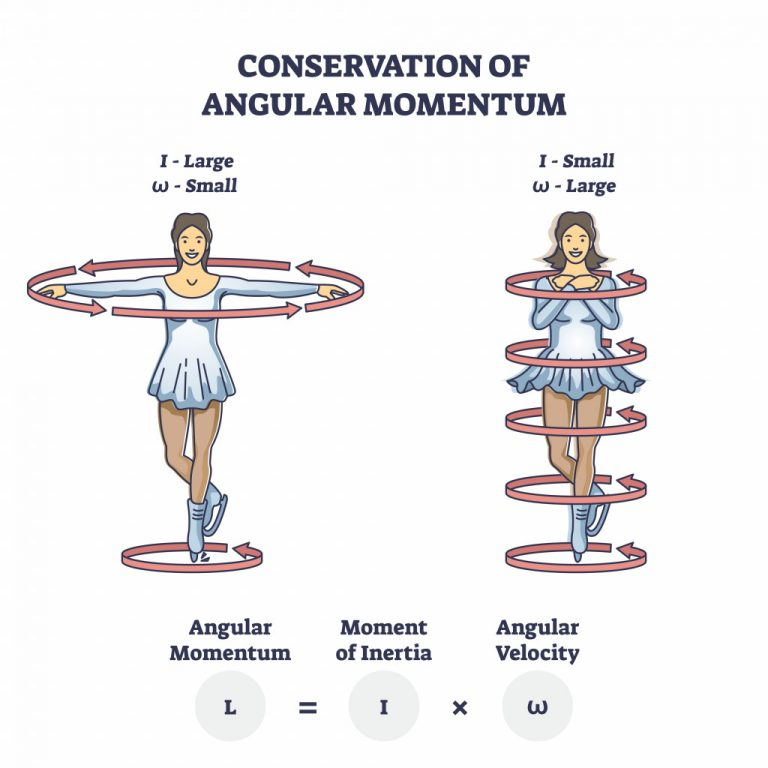 CONSERVATION OF
ANGULAR MOMENTUM
I - Large
ω - Small
I - Small
ω - Large
Angular
Momentum
Moment
of Inertia
Angular
Velocity
L = I × ω